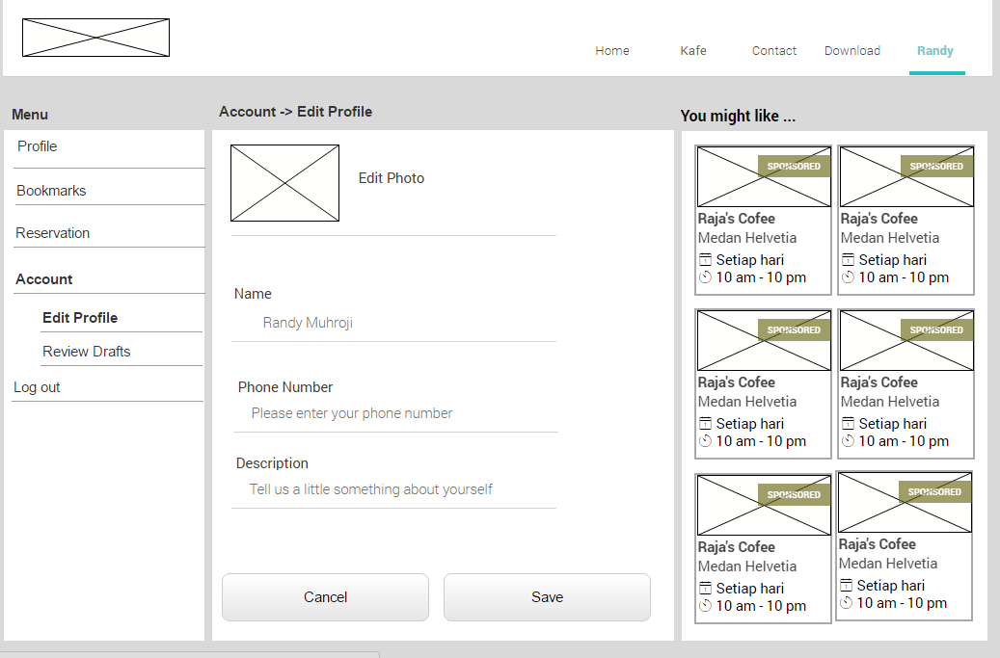 Home Kafe Contact Download Randy
Menu
Profile
Bookmarks
Reservation
Account
Edit Profile
Review Drafts
Log out
Account -> Edit Profile
Edit Photo
Name
Randy Muhroji
Phone Number
Please enter your phone number
Description
Tell us a little something about yourself
Cancel Save
You might like ...
SPONSORED
Raja's Cofee
Medan Helvetia
Setiap hari
10 am - 10 pm
SPONSORED
Raja's Cofee
Medan Helvetia
Setiap hari
10 am - 10 pm
SPONSORED
Raja's Cofee
Medan Helvetia
Setiap hari
10 am - 10 pm
SPONSORED
Raja's Cofee
Medan Helvetia
Setiap hari
10 am - 10 pm
SPONSORED
Raja's Cofee
Medan Helvetia
Setiap hari
10 am - 10 pm
SPONSORED
Raja's Cofee
Medan Helvetia
Setiap hari
10 am - 10 pm